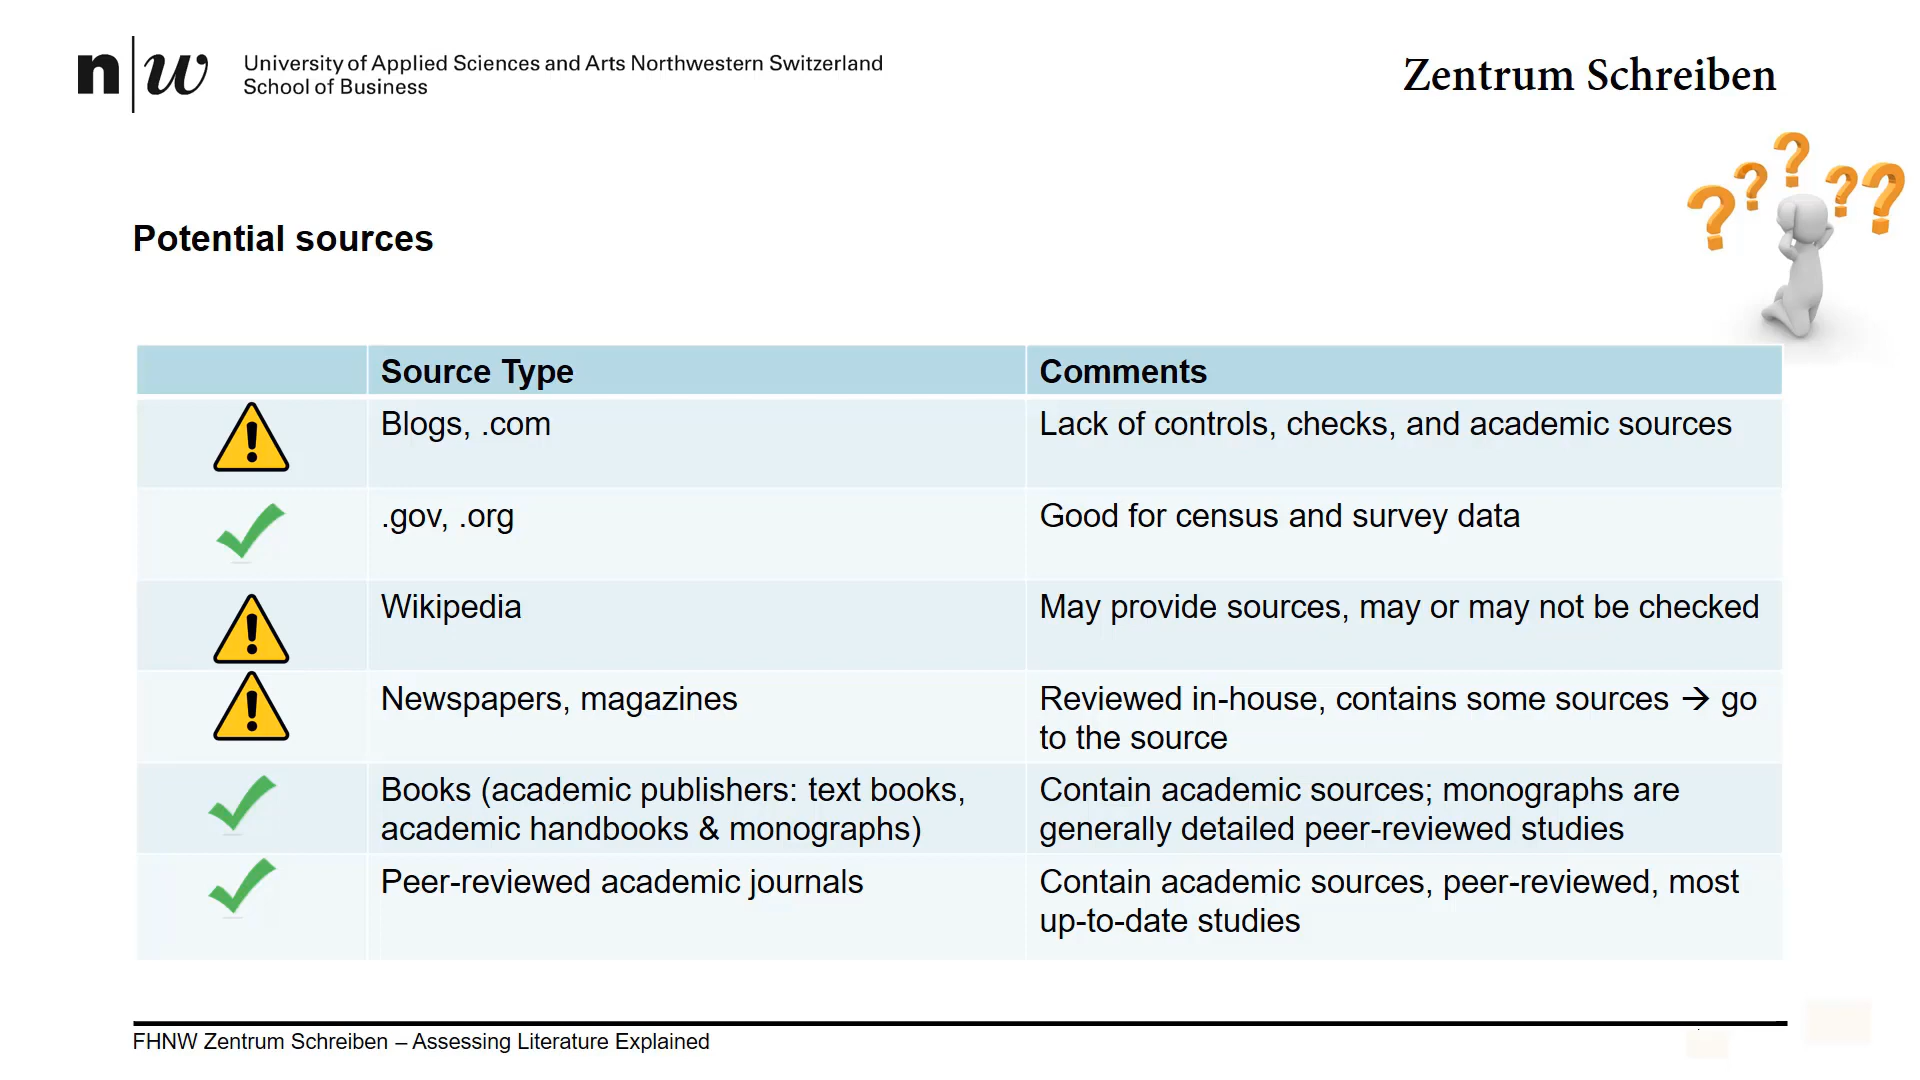 n|w University of Applied Sciences and Arts Northwestern Switzerland
School of Business
Zentrum Schreiben
? ? ? ? ?
Potential sources
Source Type Comments
Blogs, .com Lack of controls, checks, and academic sources
.gov, .org Good for census and survey data
Wikipedia May provide sources, may or may not be checked
Newspapers, magazines Reviewed in-house, contains some sources → go
to the source
Books (academic publishers: text books, Contain academic sources; monographs are
academic handbooks & monographs) generally detailed peer-reviewed studies
Peer-reviewed academic journals Contain academic sources, peer-reviewed, most
up-to-date studies
FHNW Zentrum Schreiben – Assessing Literature Explained